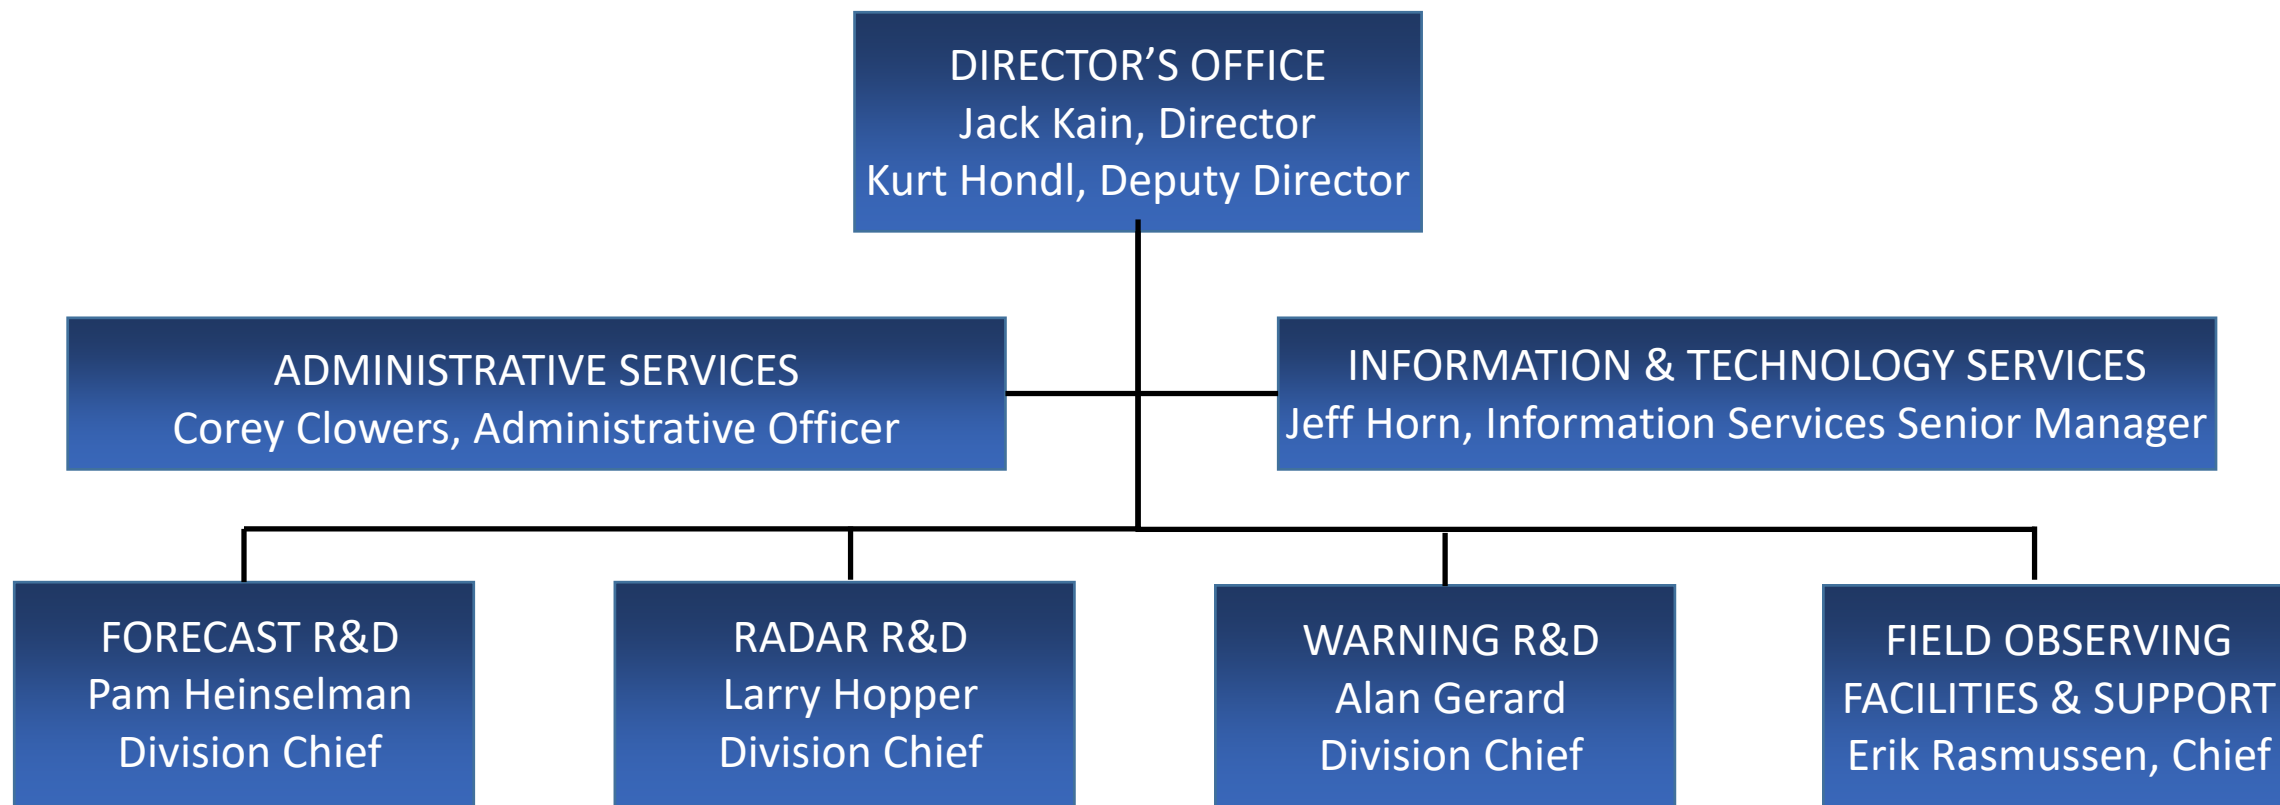 DIRECTOR’S OFFICE
Jack Kain, Director
Kurt Hondl, Deputy Director
ADMINISTRATIVE SERVICES
Corey Clowers, Administrative Officer
INFORMATION & TECHNOLOGY SERVICES
Jeff Horn, Information Services Senior Manager
FORECAST R&D
Pam Heinselman
Division Chief
RADAR R&D
Larry Hopper
Division Chief
WARNING R&D
Alan Gerard
Division Chief
FIELD OBSERVING
FACILITIES & SUPPORT
Erik Rasmussen, Chief